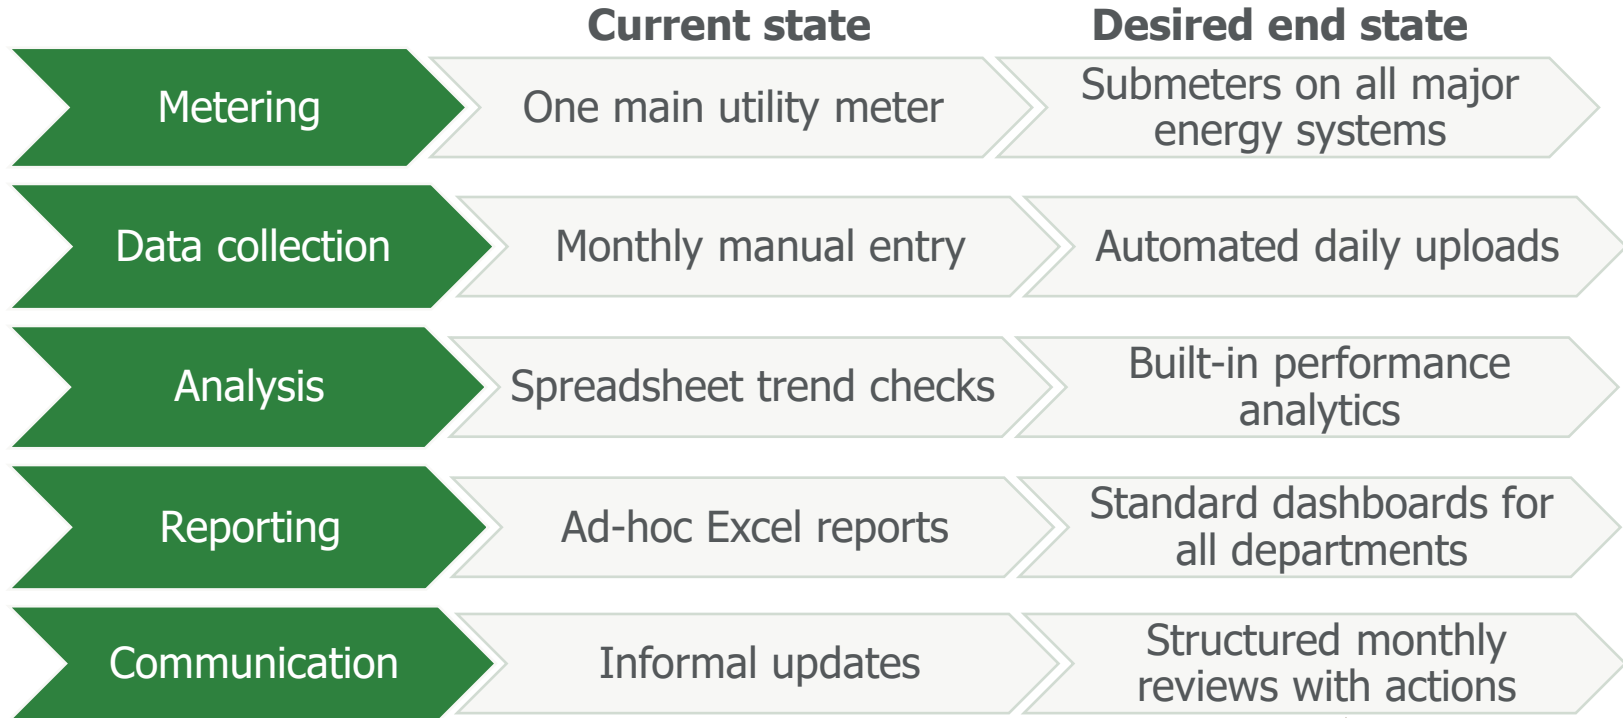 Current state
Desired end state
Metering
One main utility meter
Submeters on all major
energy systems
Data collection
Monthly manual entry
Automated daily uploads
Analysis
Spreadsheet trend checks
Built-in performance
analytics
Reporting
Ad-hoc Excel reports
Standard dashboards for
all departments
Communication
Informal updates
Structured monthly
reviews with actions